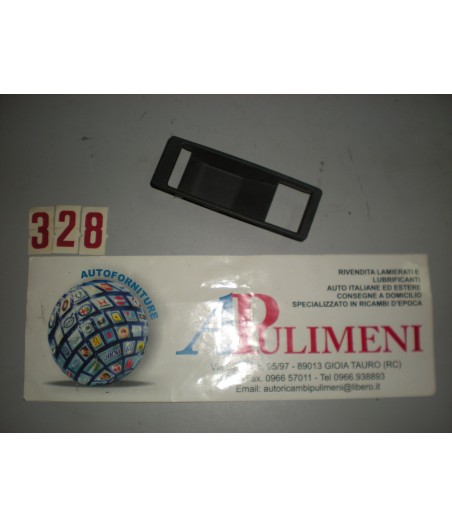 328
AUTOFORNITURE
RIVENDITA LAMIERATI E
LUBRIFICANTI
AUTO ITALIANE ED ESTERE
CONSEGNE A DOMICILIO
SPECIALIZZATO IN RICAMBI D'EPOCA
A PULIMENI
95/97 - 89013 GIOIA TAURO (RC)
Fax. 0966 57011 - Tel 0966.938893
Email: autoricambipulimeni@libero.it